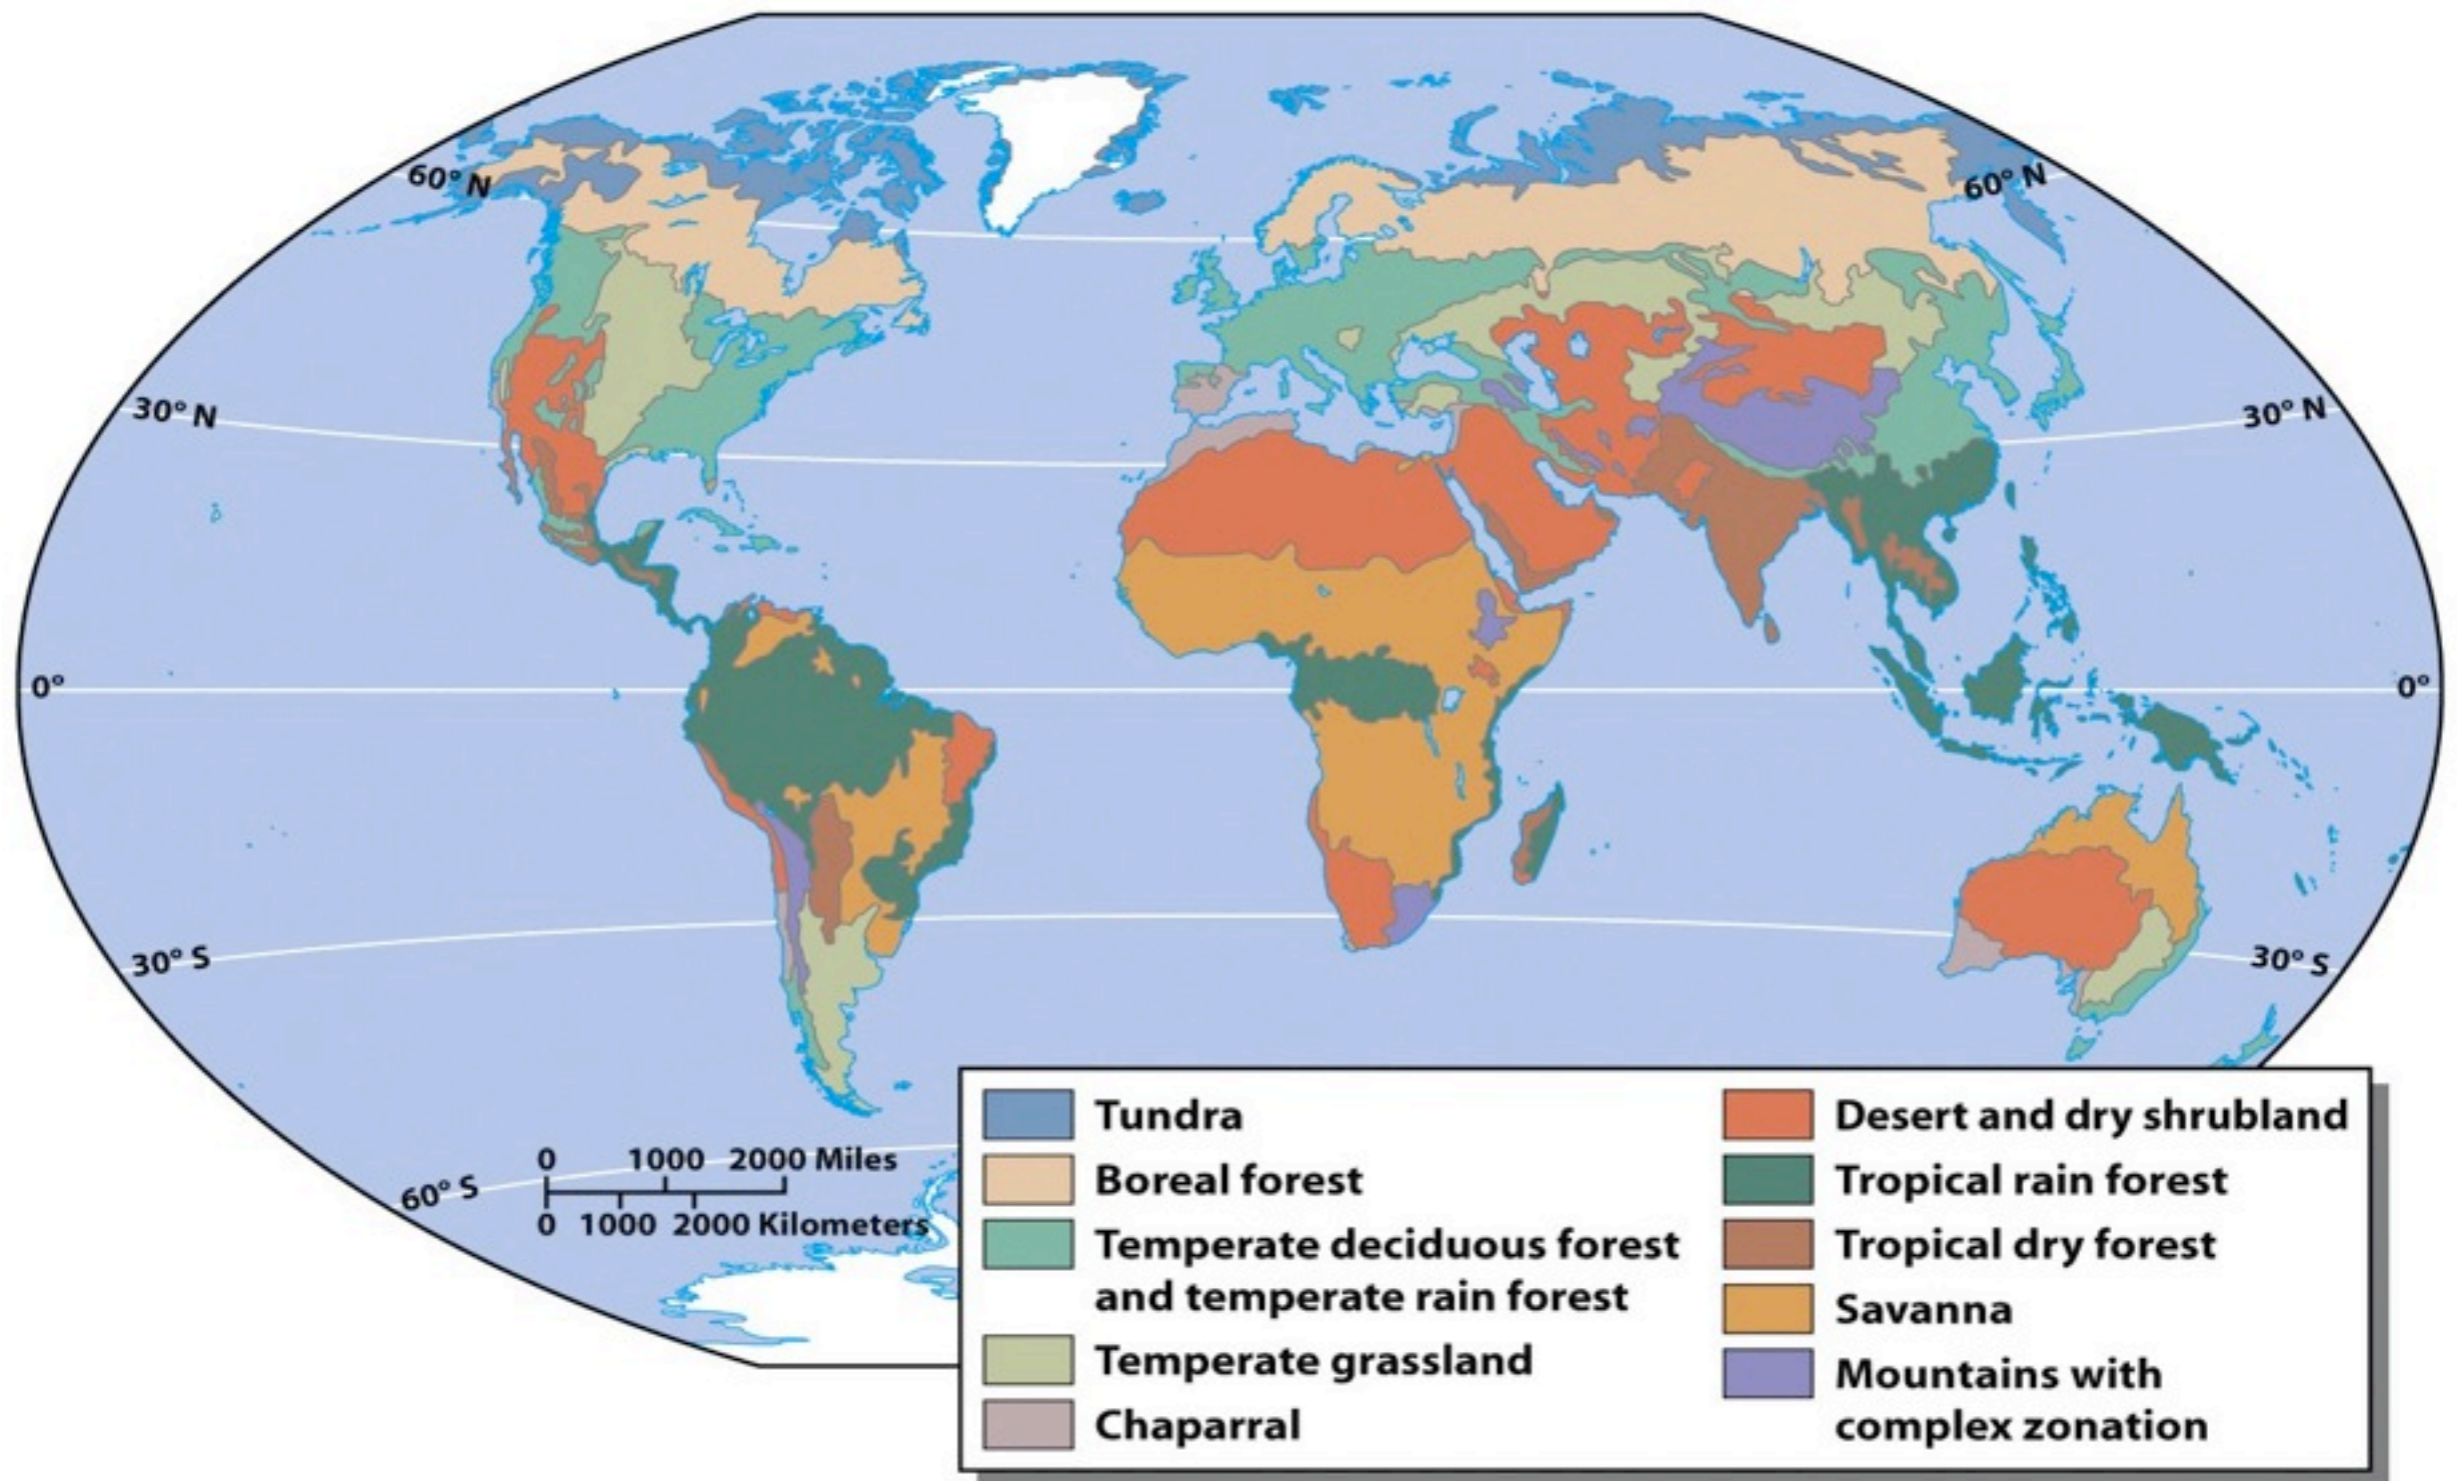 60° N
60° N
30° N
30° N
0°
0°
30° S
30° S
60° S
0 1000 2000 Miles
0 1000 2000 Kilometers
Tundra
Boreal forest
Temperate deciduous forest
and temperate rain forest
Temperate grassland
Chaparral
Desert and dry shrubland
Tropical rain forest
Tropical dry forest
Savanna
Mountains with
complex zonation